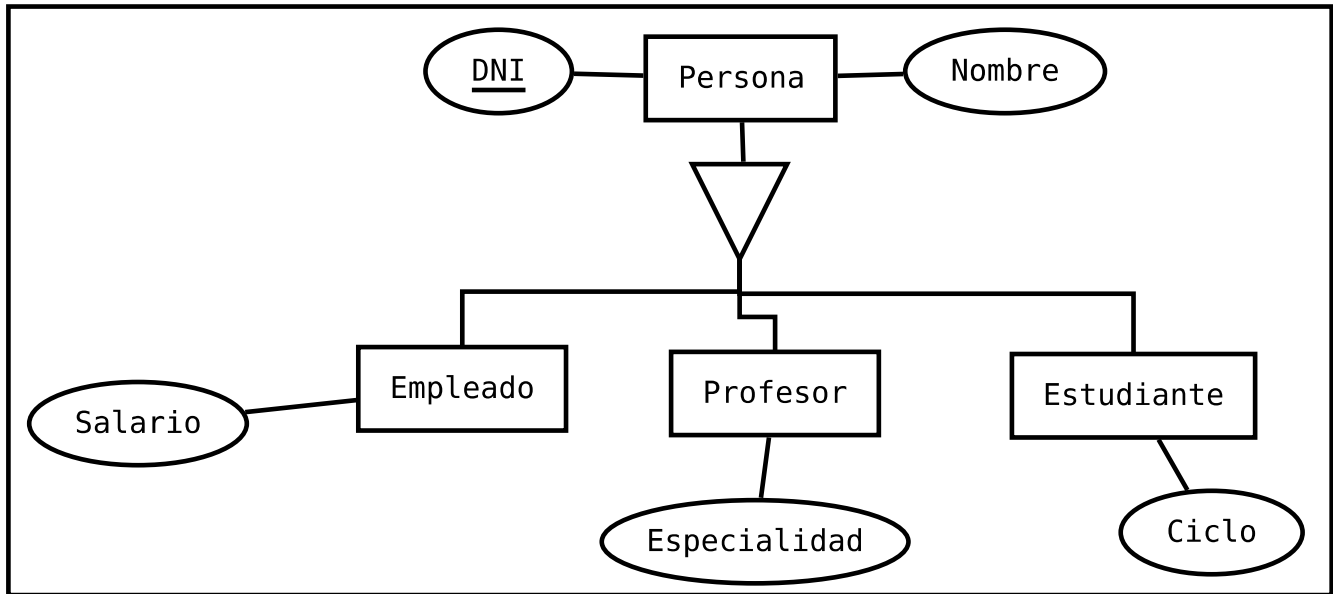 DNI
Persona
Nombre
Empleado
Profesor
Estudiante
Salario
Especialidad
Ciclo